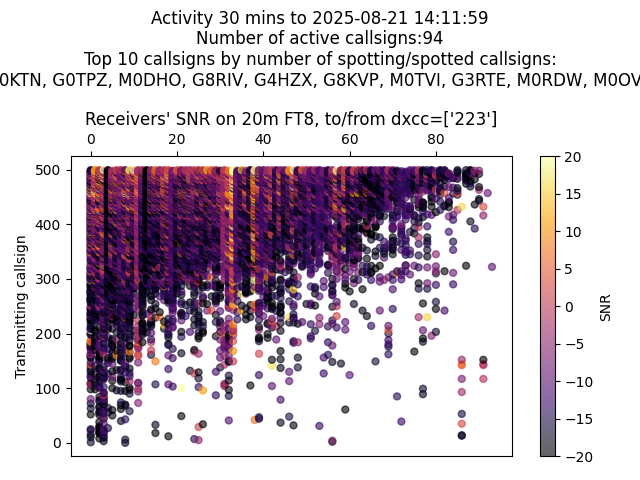 Activity 30 mins to 2025-08-21 14:11:59
Number of active callsigns:94
Top 10 callsigns by number of spotting/spotted callsigns:
0KTN, G0TPZ, M0DHO, G8RIV, G4HZX, G8KVP, M0TVI, G3RTE, M0RDW, M0OV
Receivers' SNR on 20m FT8, to/from dxcc=['223']
0 20 40 60 80
500
400
300
200
100
0
Transmitting callsign
20
15
10
5
0
−5
−10
−15
−20
SNR